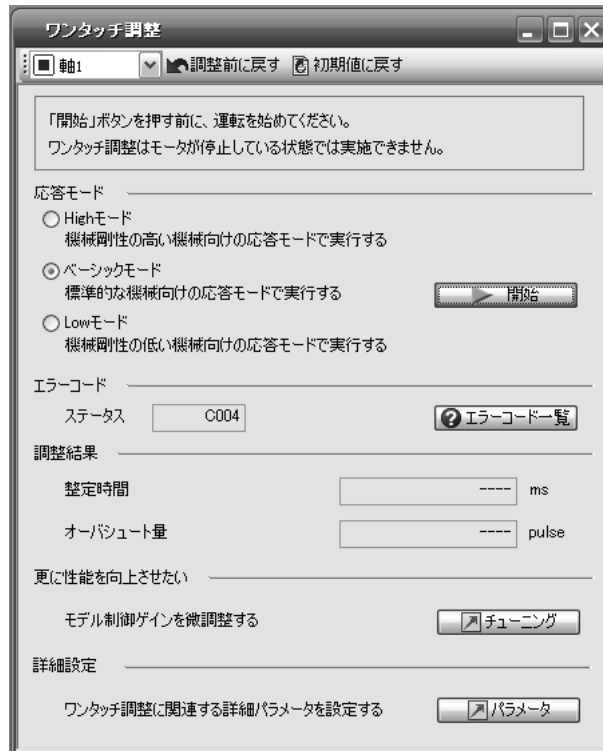 ワンタッチ調整
軸1 調整前に戻す 初期値に戻す
「開始」ボタンを押す前に、運転を始めてください。
ワンタッチ調整はモータが停止している状態では実施できません。
応答モード
Highモード
機械剛性の高い機械向けの応答モードで実行する
ベーシックモード
標準的な機械向けの応答モードで実行する
開始
Lowモード
機械剛性の低い機械向けの応答モードで実行する
エラーコード
ステータス C004 エラーコード一覧
調整結果
整定時間 ---- ms
オーバシュート量 ---- pulse
更に性能を向上させたい
モデル制御ゲインを微調整する チューニング
詳細設定
ワンタッチ調整に関連する詳細パラメータを設定する パラメータ